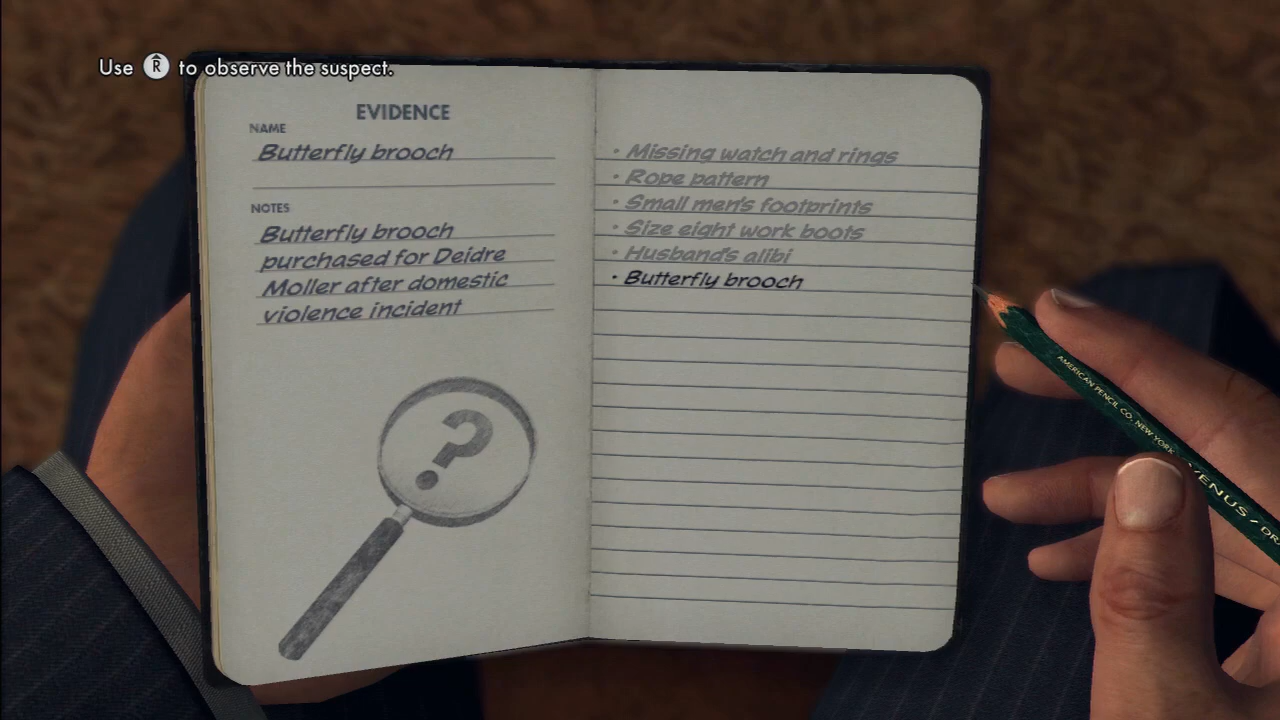 Use R to observe the suspect.
EVIDENCE
NAME
Butterfly brooch
NOTES
Butterfly brooch
purchased for Deidre
Moller after domestic
violence incident
?
• Missing watch and rings
• Rope pattern
• Small men's footprints
• Size eight work boots
• Husband's alibi
• Butterfly brooch
AMERICAN PENCIL CO. NEW YORK
VENUS / DRA